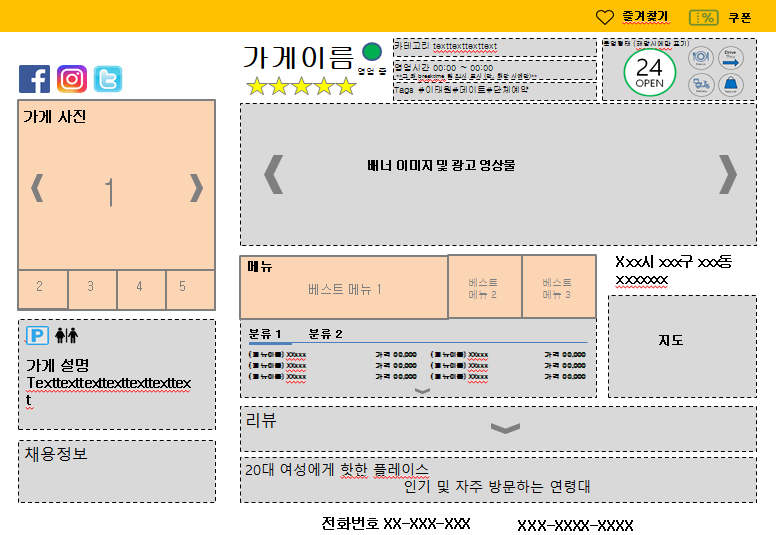 즐겨찾기
쿠폰
가게이름
영업 중
카테고리 texttexttexttext
영업시간 00:00 ~ 00:00
Tags #이태원#데이트#단체예약
24
OPEN
가게 사진
1
2
3
4
5
배너 이미지 및 광고 영상물
메뉴
베스트 메뉴 1
베스트
메뉴 2
베스트
메뉴 3
Xxx시 xxx구 xxx동
xxxxxxx
지도
분류 1
분류 2
(메뉴이름) XXxxx 가격 00,000 (메뉴이름) XXxxx 가격 00,000
(메뉴이름) XXxxx 가격 00,000 (메뉴이름) XXxxx 가격 00,000
(메뉴이름) XXxxx 가격 00,000 (메뉴이름) XXxxx 가격 00,000
P
가게 설명
Texttexttexttexttexttexttex
t
리뷰
채용정보
20대 여성에게 핫한 플레이스
인기 및 자주 방문하는 연령대
전화번호 XX-XXX-XXX
XXX-XXXX-XXXX